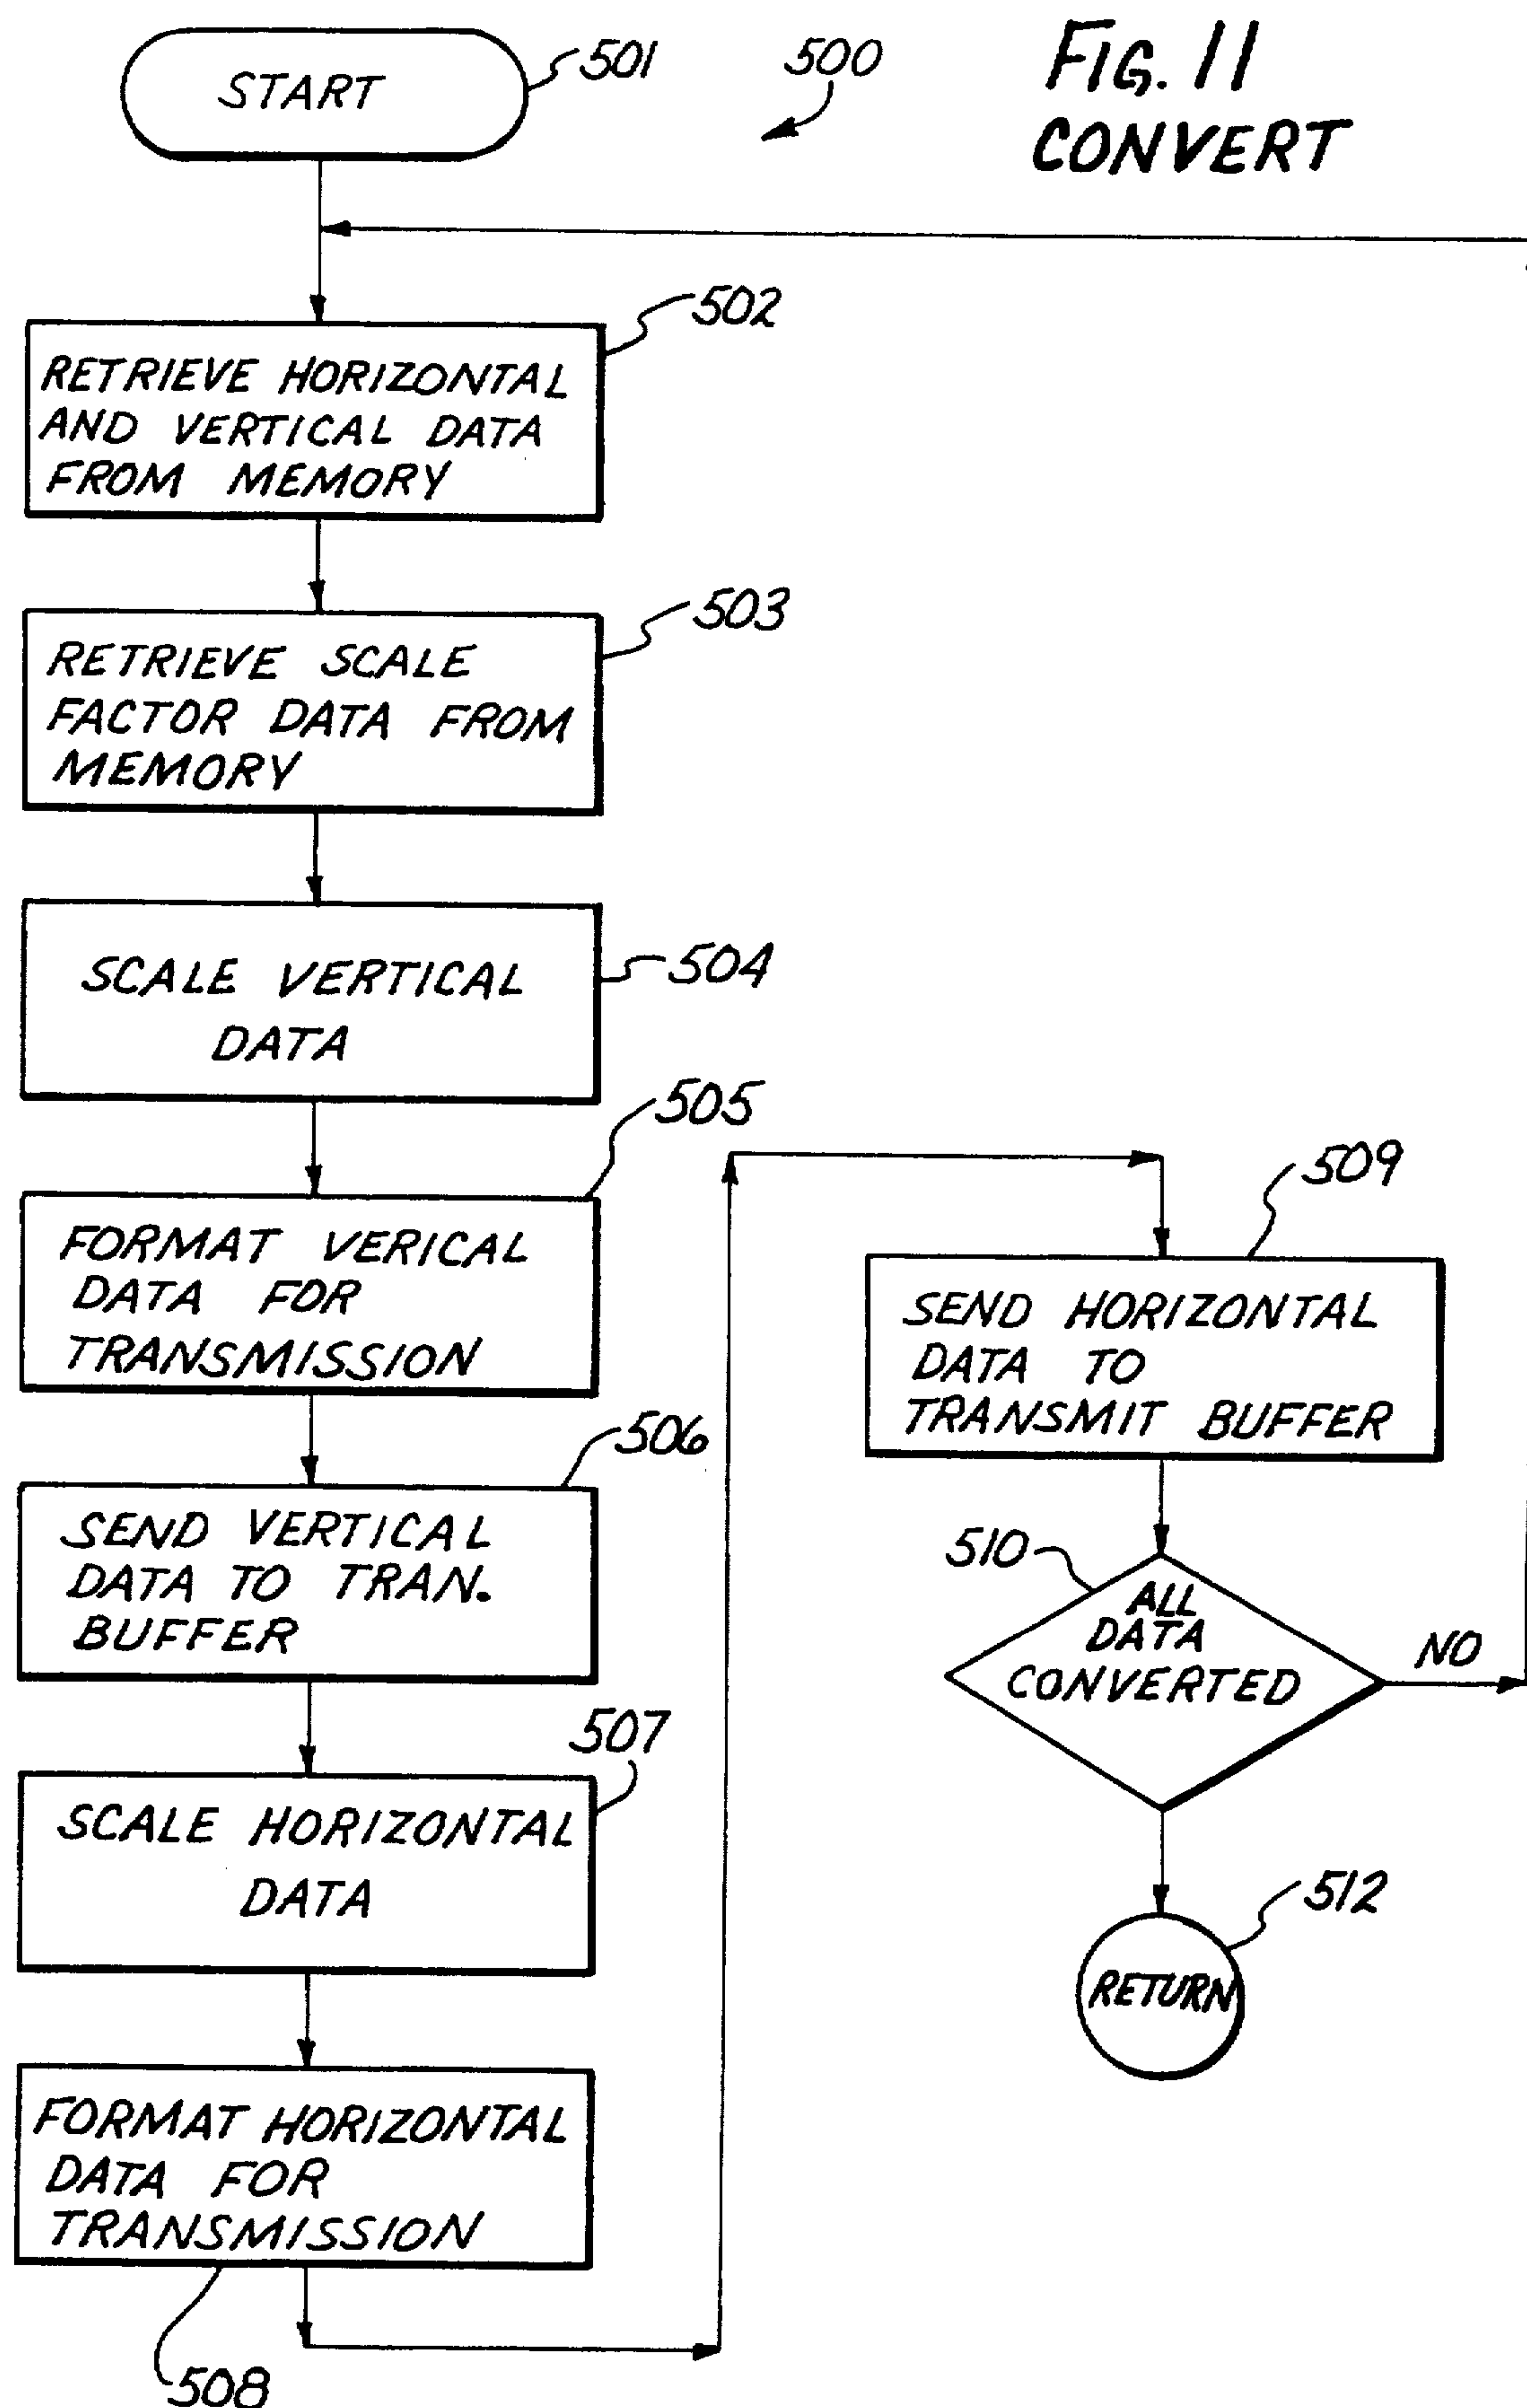 FIG. 11
CONVERT
500
START
501
RETRIEVE HORIZONTAL
AND VERTICAL DATA
FROM MEMORY
502
RETRIEVE SCALE
FACTOR DATA FROM
MEMORY
503
SCALE VERTICAL
DATA
504
FORMAT VERICAL
DATA FOR
TRANSMISSION
505
SEND VERTICAL
DATA TO TRAN.
BUFFER
506
SCALE HORIZONTAL
DATA
507
FORMAT HORIZONTAL
DATA FOR
TRANSMISSION
508
SEND HORIZONTAL
DATA TO
TRANSMIT BUFFER
509
ALL
DATA
CONVERTED
510
NO
RETURN
512